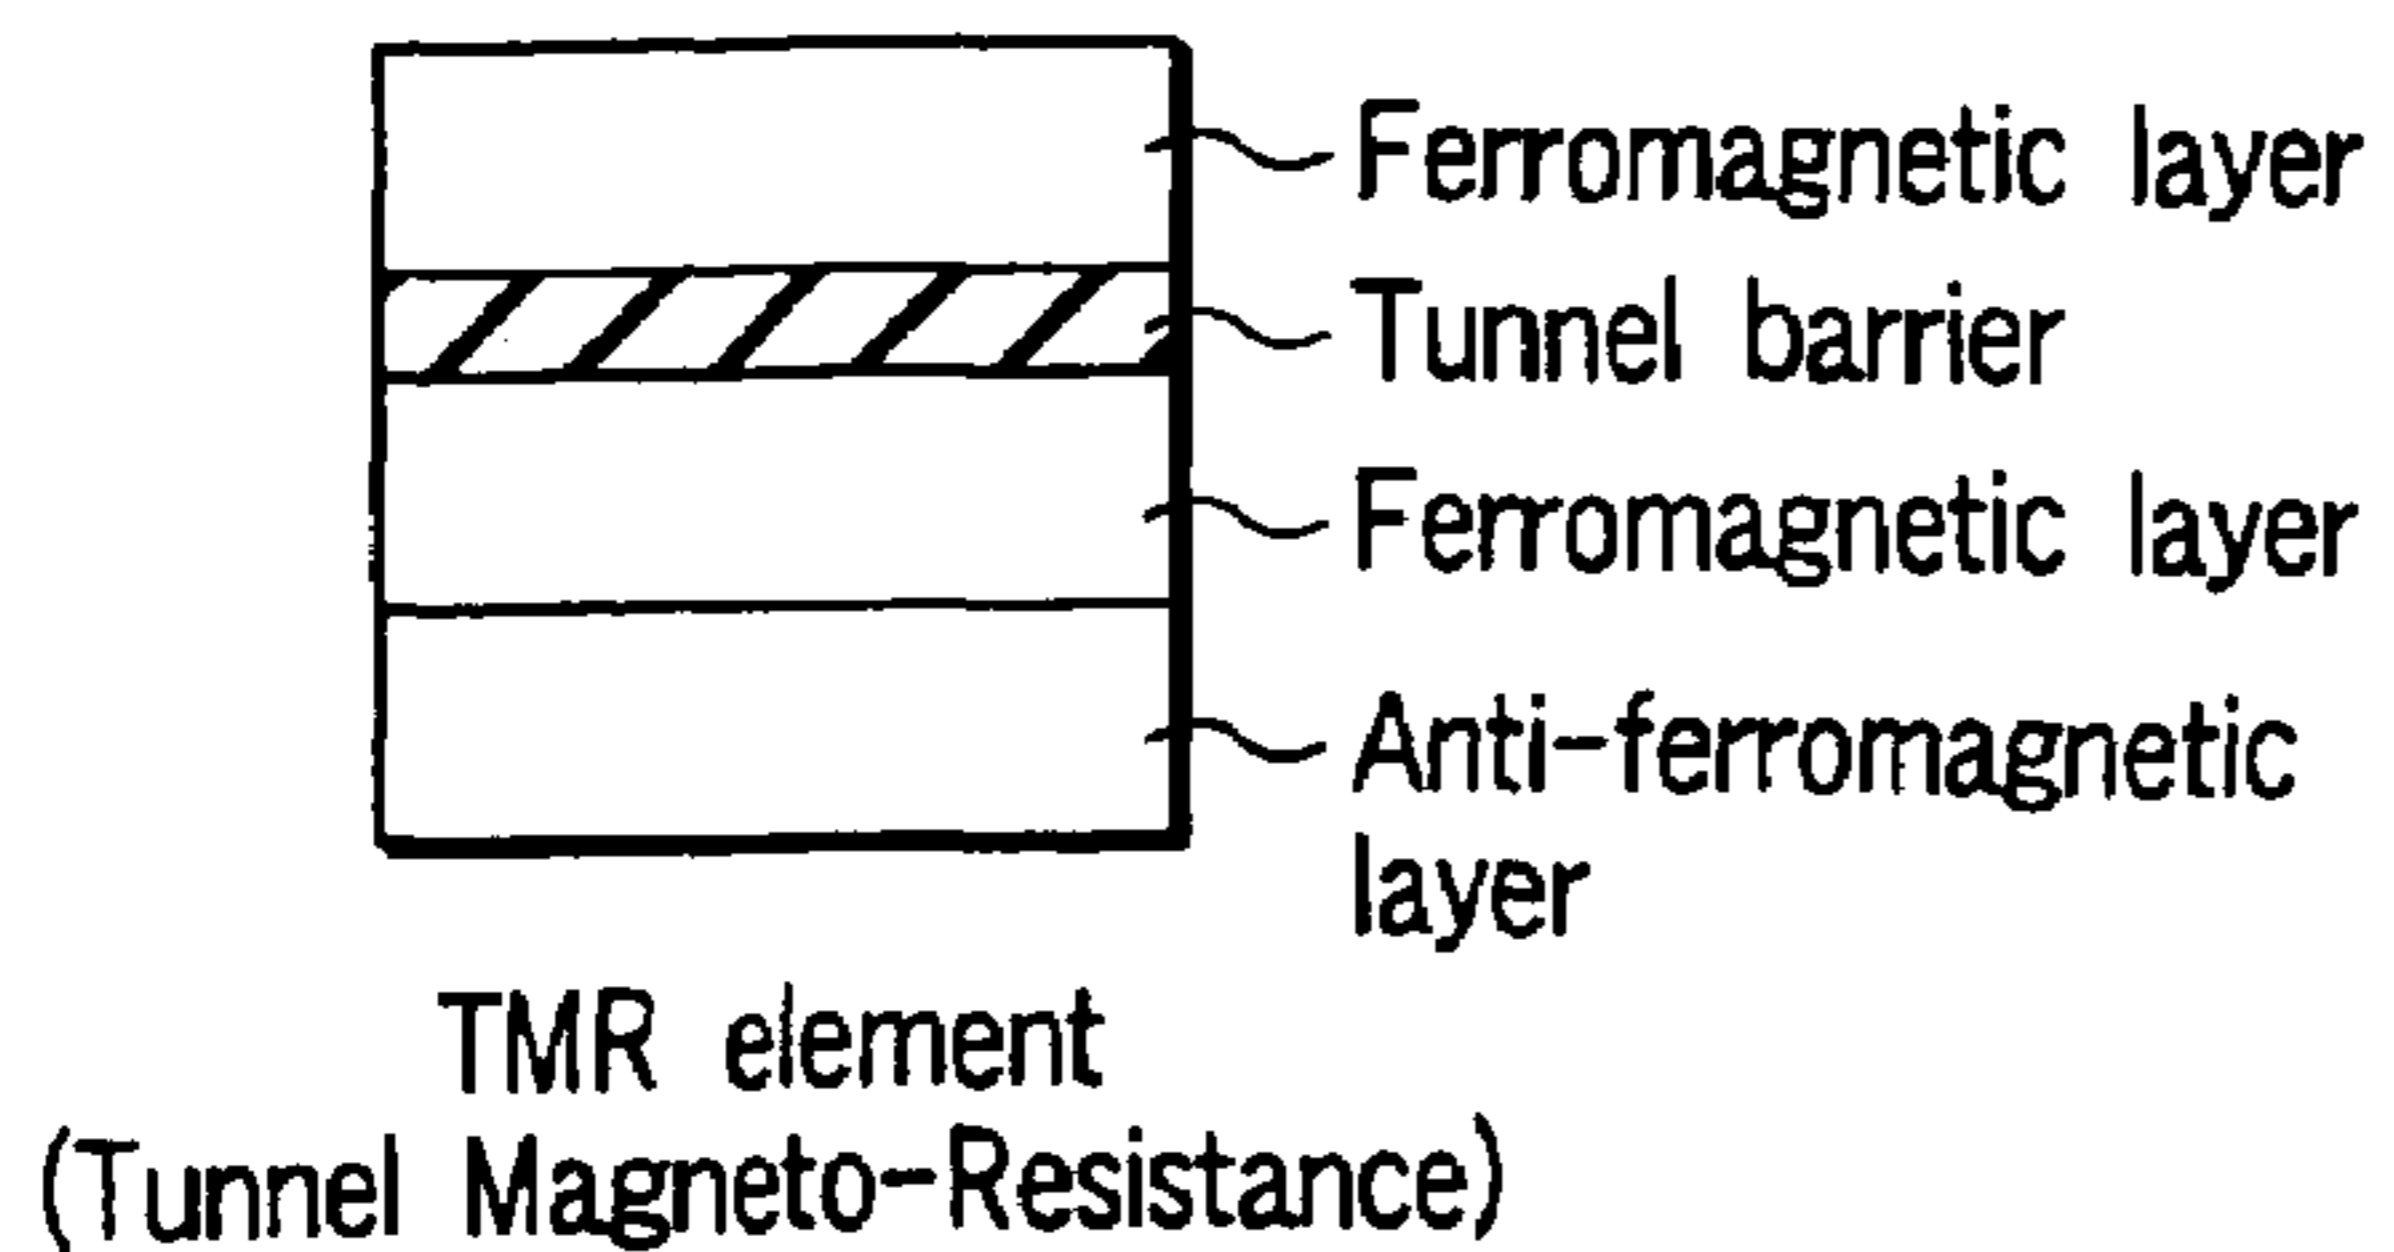 Ferromagnetic layer
Tunnel barrier
Ferromagnetic layer
Anti-ferromagnetic
layer
TMR element
(Tunnel Magneto-Resistance)